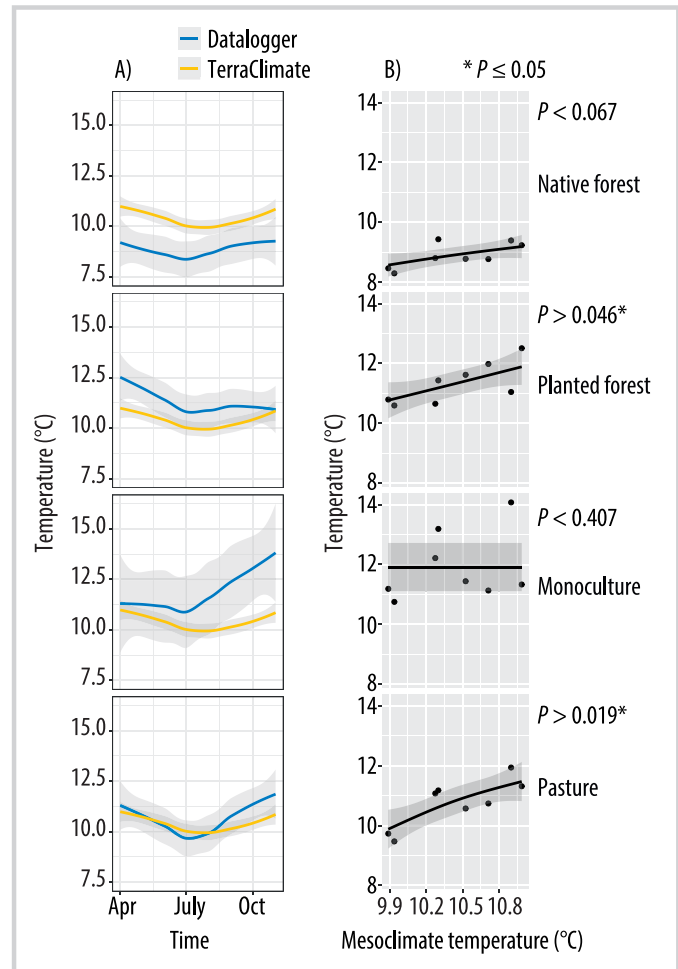 Datalogger
TerraClimate
A)
B)
* P ≤ 0.05
15.0
12.5
10.0
7.5
15.0
12.5
10.0
7.5
15.0
12.5
10.0
7.5
15.0
12.5
10.0
7.5
Temperature (°C)
Apr July Oct
Time
14
12
10
8
P < 0.067
Native forest
14
12
10
8
P > 0.046*
Planted forest
14
12
10
8
P < 0.407
Monoculture
14
12
10
8
P > 0.019*
Pasture
Temperature (°C)
9.9 10.2 10.5 10.8
Mesoclimate temperature (°C)